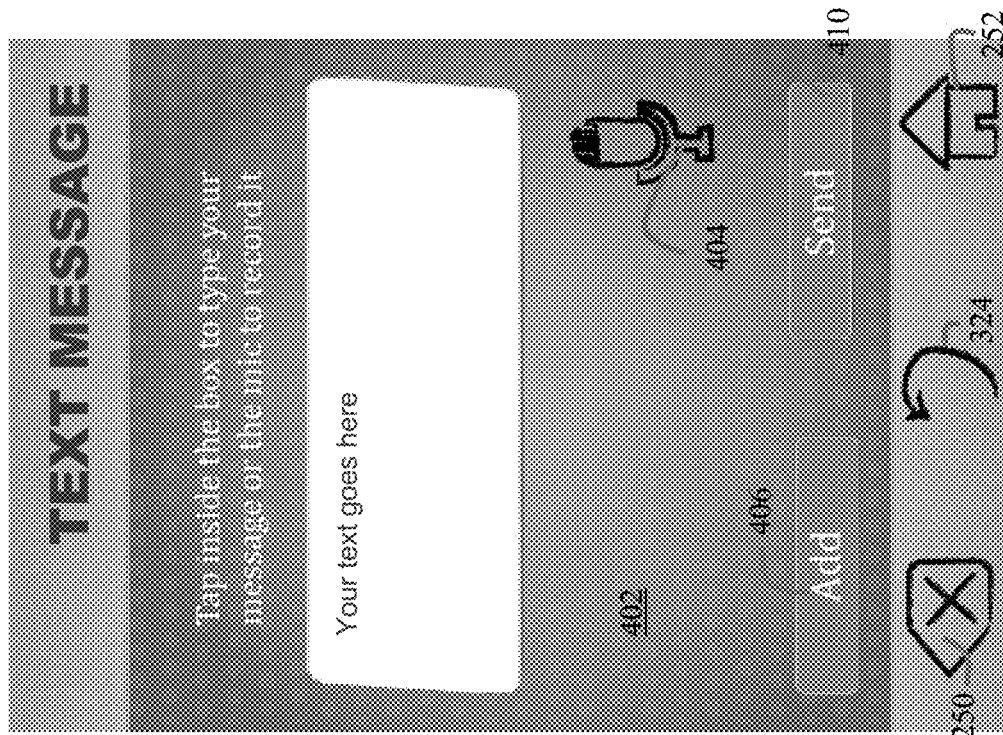 TEXT MESSAGE
Tap inside the box to type your
message or the mic to record it
Your text goes here
402
404
406
410
Add
Send
250
324
252